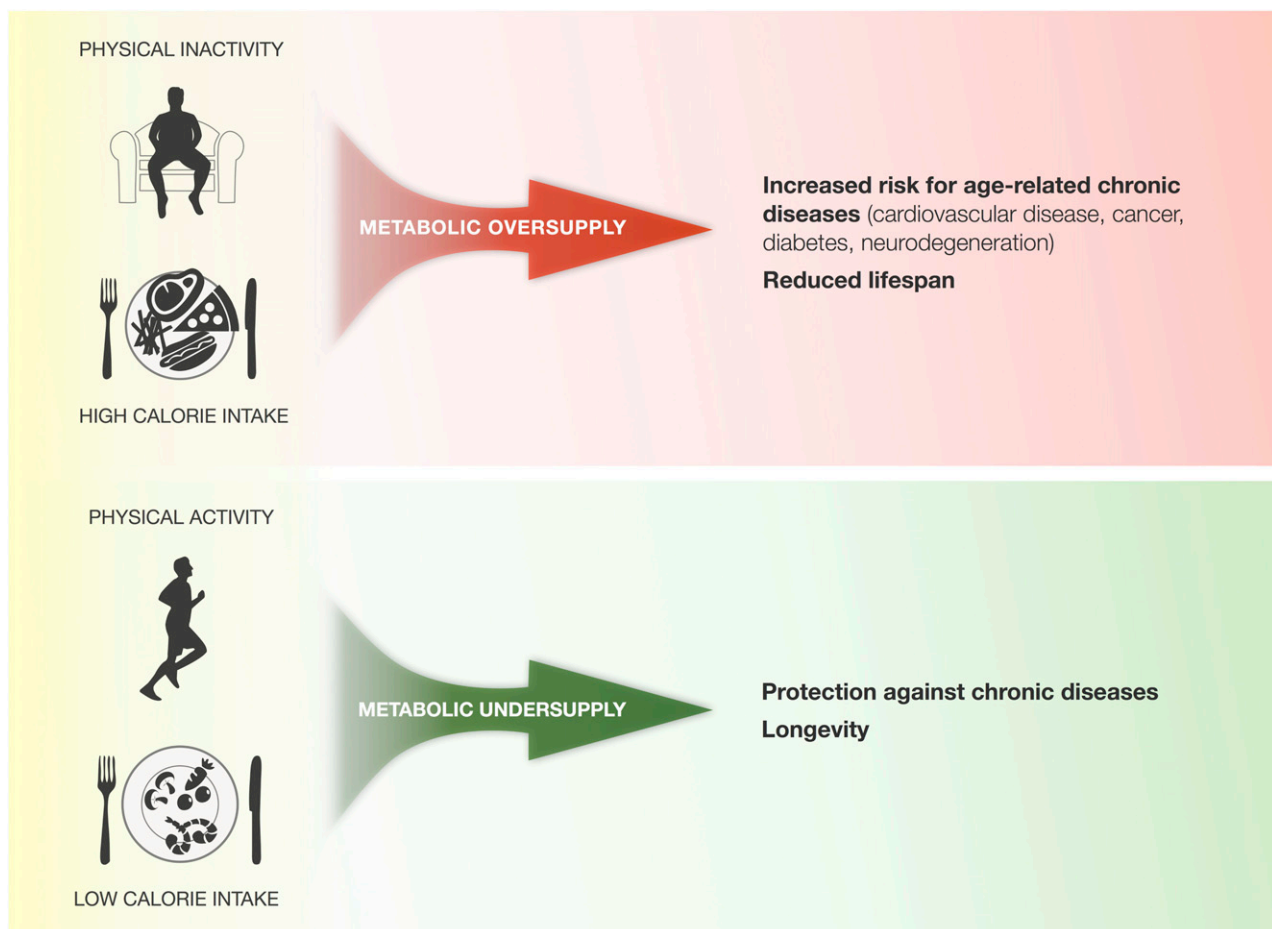 PHYSICAL INACTIVITY
METABOLIC OVERSUPPLY
Increased risk for age-related chronic
diseases (cardiovascular disease, cancer,
diabetes, neurodegeneration)
Reduced lifespan
HIGH CALORIE INTAKE
PHYSICAL ACTIVITY
METABOLIC UNDERSUPPLY
Protection against chronic diseases
Longevity
LOW CALORIE INTAKE